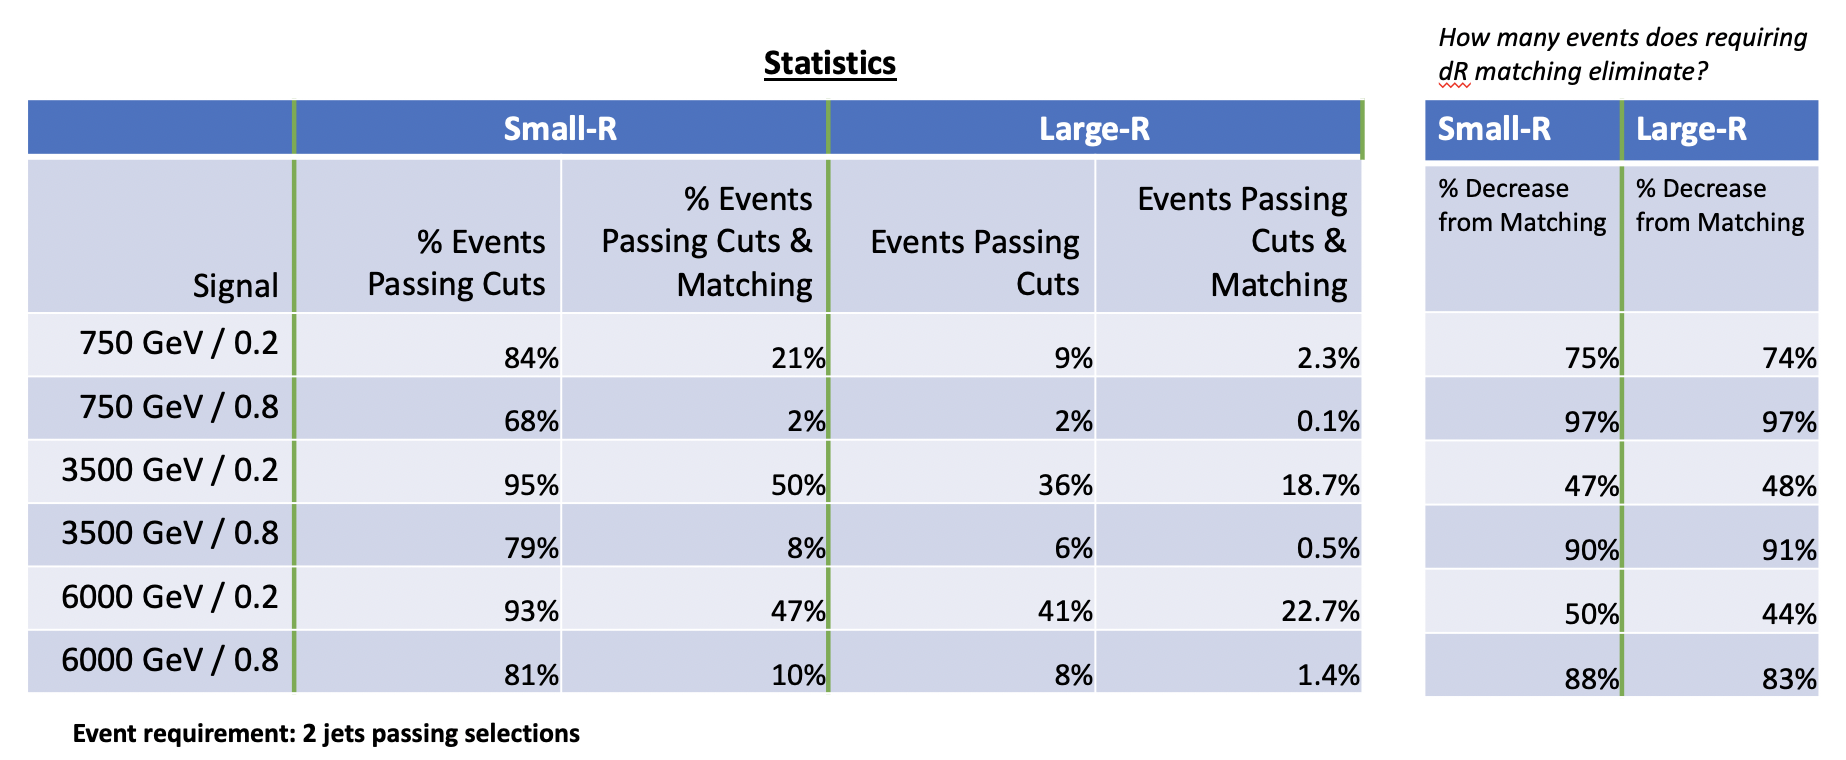 How many events does requiring
dR matching eliminate?
Statistics
Small-R Large-R
Small-R Large-R
Signal % Events Passing Cuts % Events Passing Cuts & Matching Events Passing Cuts Events Passing Cuts & Matching
% Decrease from Matching % Decrease from Matching
750 GeV / 0.2 84% 21% 9% 2.3% 75% 74%
750 GeV / 0.8 68% 2% 2% 0.1% 97% 97%
3500 GeV / 0.2 95% 50% 36% 18.7% 47% 48%
3500 GeV / 0.8 79% 8% 6% 0.5% 90% 91%
6000 GeV / 0.2 93% 47% 41% 22.7% 50% 44%
6000 GeV / 0.8 81% 10% 8% 1.4% 88% 83%
Event requirement: 2 jets passing selections